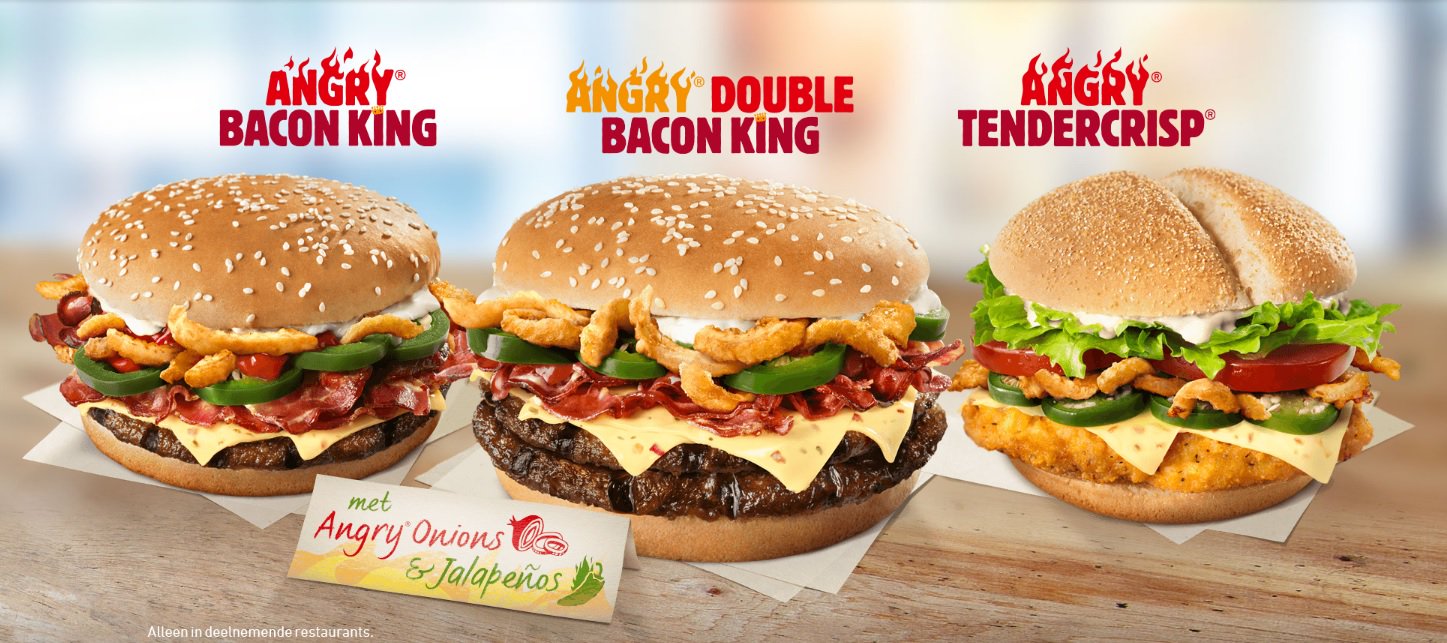 ANGRY®
BACON KING
ANGRY® DOUBLE
BACON KING
ANGRY®
TENDERCRISP®
met
Angry® Onions
& Jalapeños
Alleen in deelnemende restaurants.